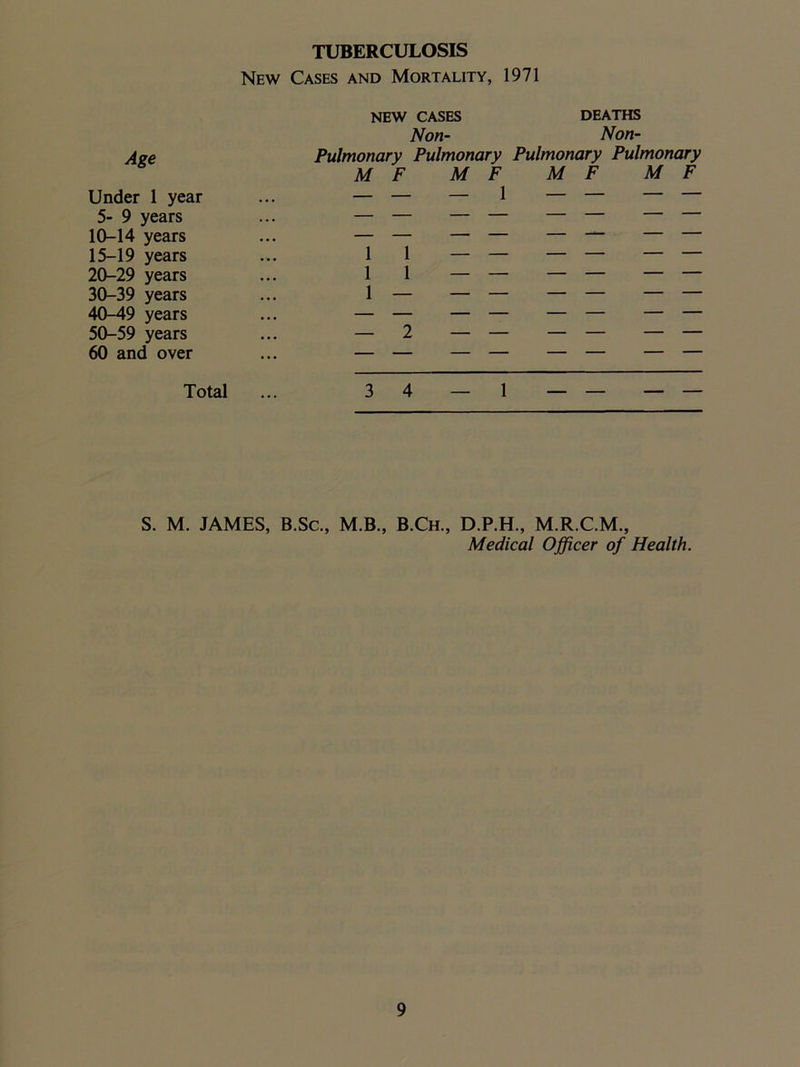 TUBERCULOSIS
New Cases and Mortality, 1971
NEW CASES DEATHS
Non- Non-
Age Pulmonary Pulmonary Pulmonary Pulmonary
M F M F M F M F
Under 1 year ... — — — 1 — — — —
5- 9 years ... — — — — — — — —
10–14 years ... — — — — — — — —
15–19 years ... 1 1 — — — — — —
20–29 years ... 1 1 — — — — — —
30–39 years ... 1 — — — — — — —
40–49 years ... — — — — — — — —
50–59 years ... — 2 — — — — — —
60 and over ... — — — — — — — —
Total ... 3 4 — 1 — — — —
S. M. JAMES, B.Sc., M.B., B.Ch., D.P.H., M.R.C.M.,
Medical Officer of Health.
9